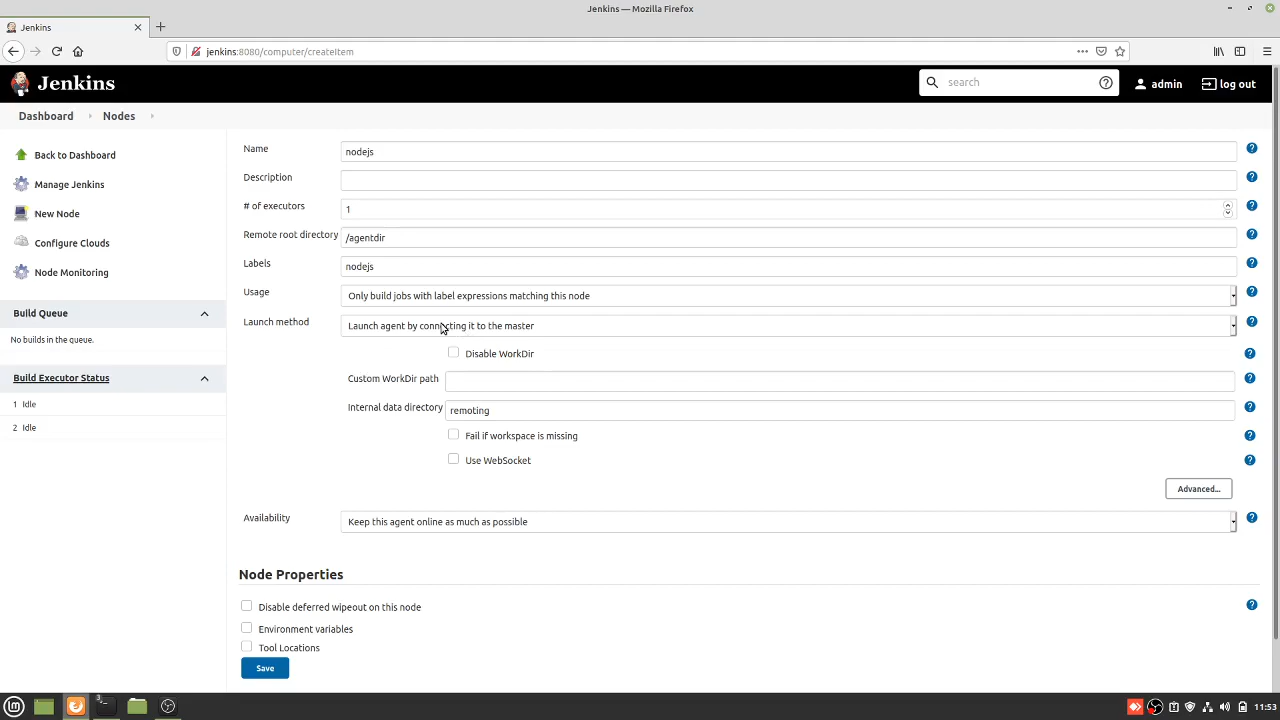 Jenkins — Mozilla Firefox
Jenkins
jenkins:8080/computer/createItem
Jenkins
search
admin
log out
Dashboard
Nodes
Back to Dashboard
Manage Jenkins
New Node
Configure Clouds
Node Monitoring
Build Queue
No builds in the queue.
Build Executor Status
1 Idle
2 Idle
Name
nodejs
Description
# of executors
1
Remote root directory
/agentdir
Labels
nodejs
Usage
Only build jobs with label expressions matching this node
Launch method
Launch agent by connecting it to the master
Disable WorkDir
Custom WorkDir path
Internal data directory
remoting
Fail if workspace is missing
Use WebSocket
Advanced...
Availability
Keep this agent online as much as possible
Node Properties
Disable deferred wipeout on this node
Environment variables
Tool Locations
Save
3
11:53